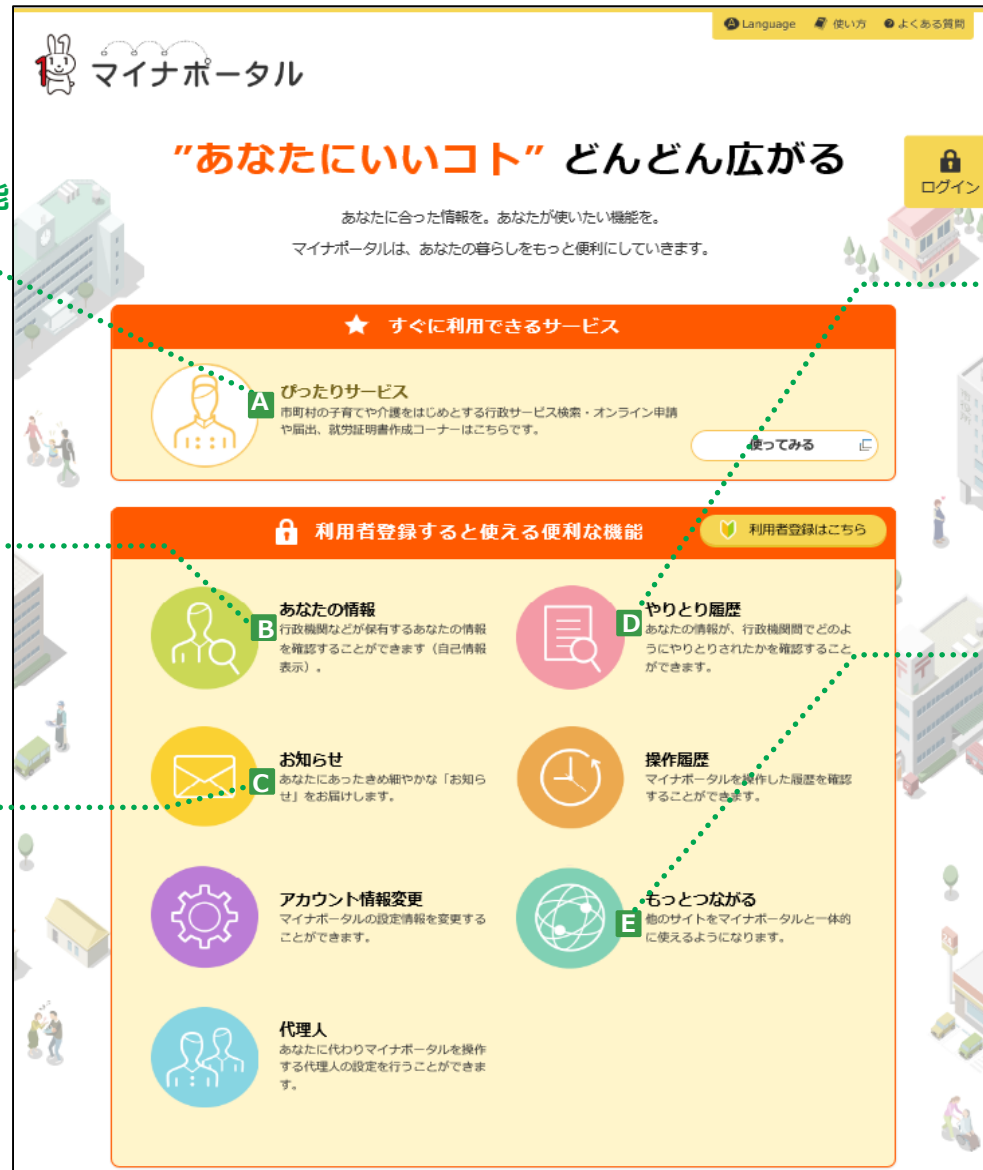 Language 使い方 よくある質問
マイナポータル
"あなたにいいコト" どんどん広がる
ログイン
能
あなたに合った情報を。あなたが使いたい機能を。
マイナポータルは、あなたの暮らしをもっと便利にしていきます。
すぐに利用できるサービス
A
ぴったりサービス
市町村の子育てや介護をはじめとする行政サービス検索・オンライン申請
や届出、就労証明書作成コーナーはこちらです。
使ってみる
利用者登録すると使える便利な機能
利用者登録はこちら
B
あなたの情報
行政機関などが保有するあなたの情報
を確認することができます（自己情報
表示）.
D
やりとり履歴
あなたの情報が、行政機関間でどのよ
うにやりとりされたかを確認すること
ができます。
C
お知らせ
あなたにあったきめ細やかな「お知ら
せ」をお届けします。
操作履歴
マイナポータルを操作した履歴を確認
することができます。
アカウント情報変更
マイナポータルの設定情報を変更する
ことができます。
E
もっとつながる
他のサイトをマイナポータルと一体的
に使えるようになります。
代理人
あなたに代わりマイナポータルを操作
する代理人の設定を行うことができま
す。